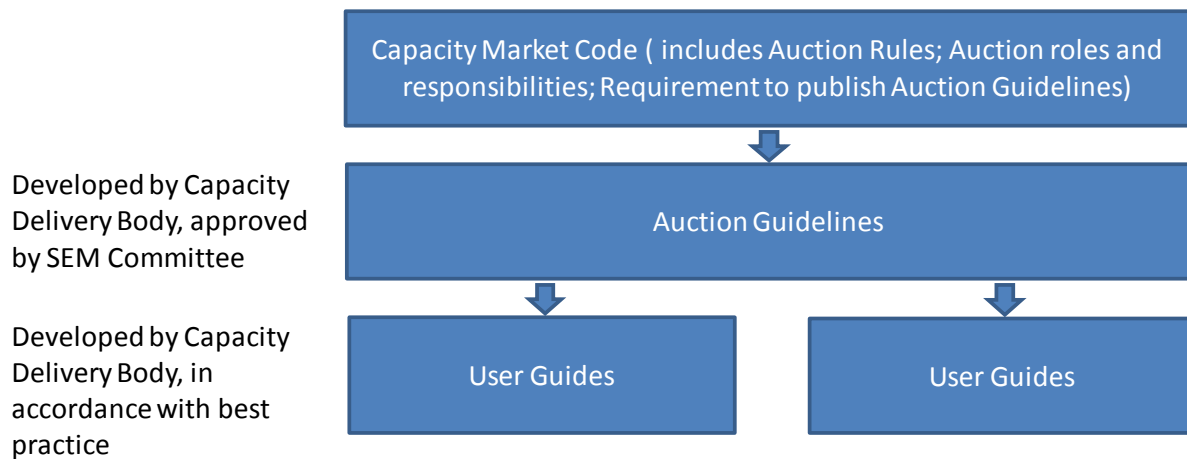 Capacity Market Code ( includes Auction Rules; Auction roles and
responsibilities; Requirement to publish Auction Guidelines)
Developed by Capacity
Delivery Body, approved
by SEM Committee
Auction Guidelines
Developed by Capacity
Delivery Body, in
accordance with best
practice
User Guides
User Guides